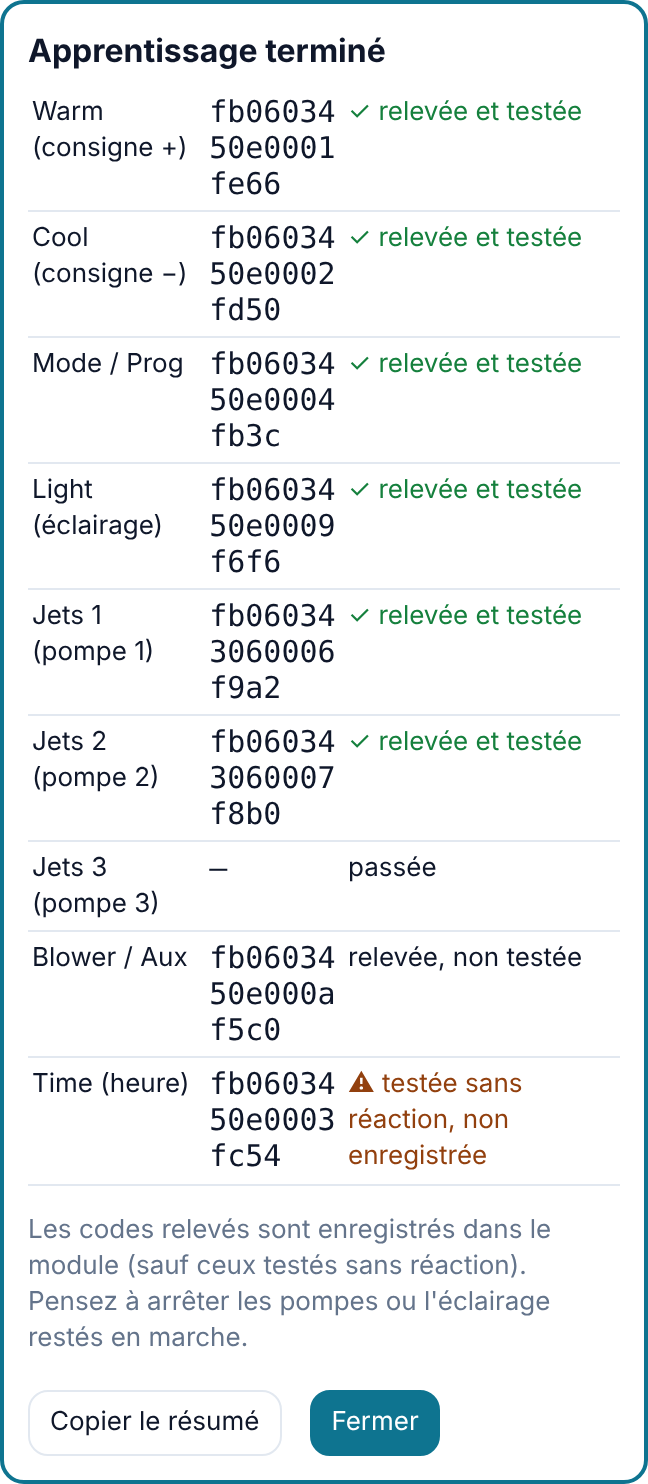 Apprentissage terminé
Warm fb06034 ✓ relevée et testée
(consigne +) 50e0001
fe66
Cool fb06034 ✓ relevée et testée
(consigne −) 50e0002
fd50
Mode / Prog fb06034 ✓ relevée et testée
50e0004
fb3c
Light fb06034 ✓ relevée et testée
(éclairage) 50e0009
f6f6
Jets 1 fb06034 ✓ relevée et testée
(pompe 1) 3060006
f9a2
Jets 2 fb06034 ✓ relevée et testée
(pompe 2) 3060007
f8b0
Jets 3 — passée
(pompe 3)
Blower / Aux fb06034 relevée, non testée
50e000a
f5c0
Time (heure) fb06034 ⚠ testée sans
50e0003 réaction, non
fc54 enregistrée
Les codes relevés sont enregistrés dans le
module (sauf ceux testés sans réaction).
Pensez à arrêter les pompes ou l'éclairage
restés en marche.
Copier le résumé Fermer